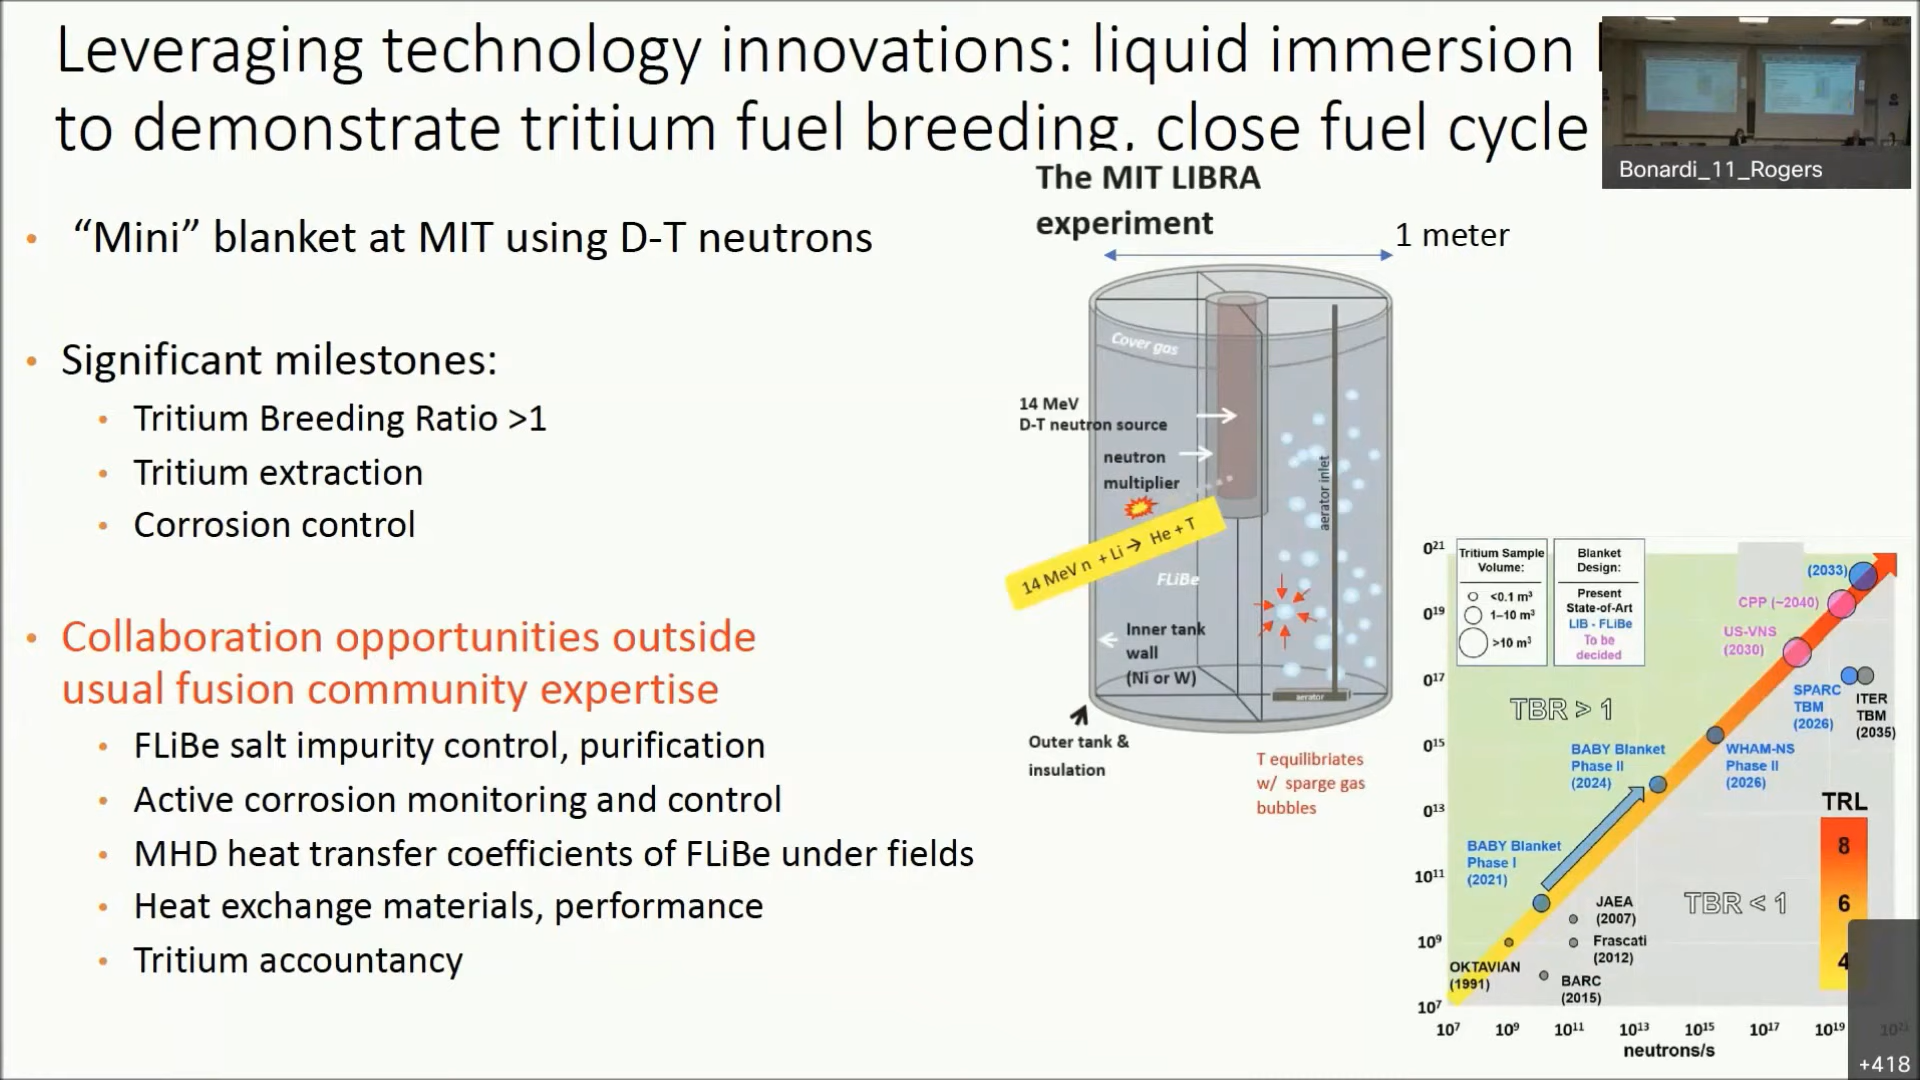 Leveraging technology innovations: liquid immersion
to demonstrate tritium fuel breeding, close fuel cycle
Bonardi_11_Rogers
• "Mini" blanket at MIT using D-T neutrons
• Significant milestones:
• Tritium Breeding Ratio >1
• Tritium extraction
• Corrosion control
• Collaboration opportunities outside
usual fusion community expertise
• FLiBe salt impurity control, purification
• Active corrosion monitoring and control
• MHD heat transfer coefficients of FLiBe under fields
• Heat exchange materials, performance
• Tritium accountancy
The MIT LIBRA
experiment
1 meter
Cover gas
14 MeV
D-T neutron source
neutron
multiplier
14 MeV n + Li → He + T
FLiBe
aerator inlet
Inner tank
wall
(Ni or W)
aerator
Outer tank &
insulation
T equilibriates
w/ sparge gas
bubbles
Tritium Sample
Volume:
<0.1 m³
1–10 m³
>10 m³
Blanket
Design:
Present
State-of-Art
LIB - FLiBe
To be
decided
(2033)
CPP (~2040)
US-VNS
(2030)
SPARC
TBM
(2026)
ITER
TBM
(2035)
TBR > 1
BABY Blanket
Phase II
(2024)
WHAM-NS
Phase II
(2026)
BABY Blanket
Phase I
(2021)
TBR < 1
JAEA
(2007)
Frascati
(2012)
BARC
(2015)
OKTAVIAN
(1991)
TRL
8
6
4
0²¹
0¹⁹
0¹⁷
0¹⁵
0¹³
10¹¹
10⁹
10⁷
10⁷ 10⁹ 10¹¹ 10¹³ 10¹⁵ 10¹⁷ 10¹⁹ 10²¹
neutrons/s
+418